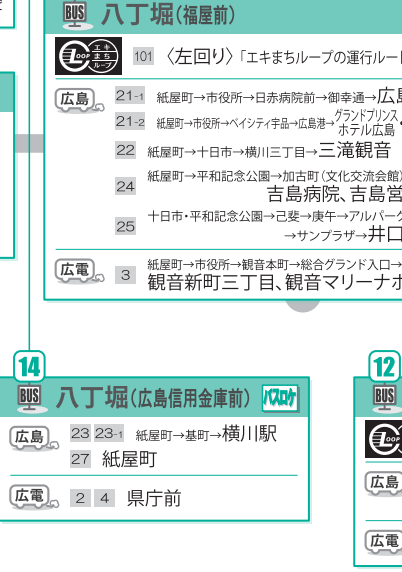 BUS 八丁堀(福屋前)
LOOP エキまちループ 101 〈左回り〉「エキまちループの運行ルート
広島 21-1 紙屋町→市役所→日赤病院前→御幸通→広島
21-2 紙屋町→市役所→ベイシティ宇品→広島港→グランドプリンスホテル広島
22 紙屋町→十日市→横川三丁目→三滝観音
24 紙屋町→平和記念公園→加古町(文化交流会館)
吉島病院、吉島営
25 十日市・平和記念公園→己斐→庚午→アルパーク
→サンプラザ→井口
広電 3 紙屋町→市役所→観音本町→総合グランド入口→
観音新町三丁目、観音マリーナホ
14
BUS 八丁堀(広島信用金庫前) バスロケ
広島 23 23-1 紙屋町→基町→横川駅
27 紙屋町
広電 2 4 県庁前
12
BUS
LOOP
広島
広電